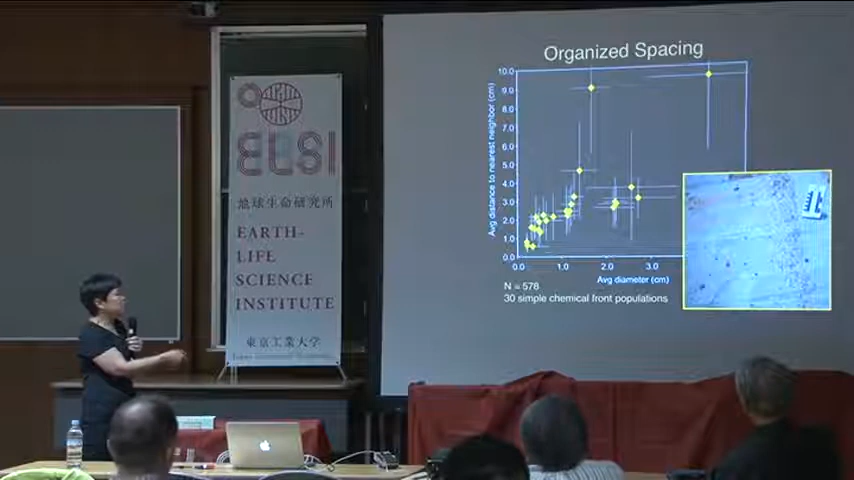 ELSI
地球生命研究所
EARTH-
LIFE
SCIENCE
INSTITUTE
東京工業大学
Organized Spacing
Avg distance to nearest neighbor (cm)
10.0
9.0
8.0
7.0
6.0
5.0
4.0
3.0
2.0
1.0
0.0
0.0 1.0 2.0 3.0
Avg diameter (cm)
N = 578
30 simple chemical front populations